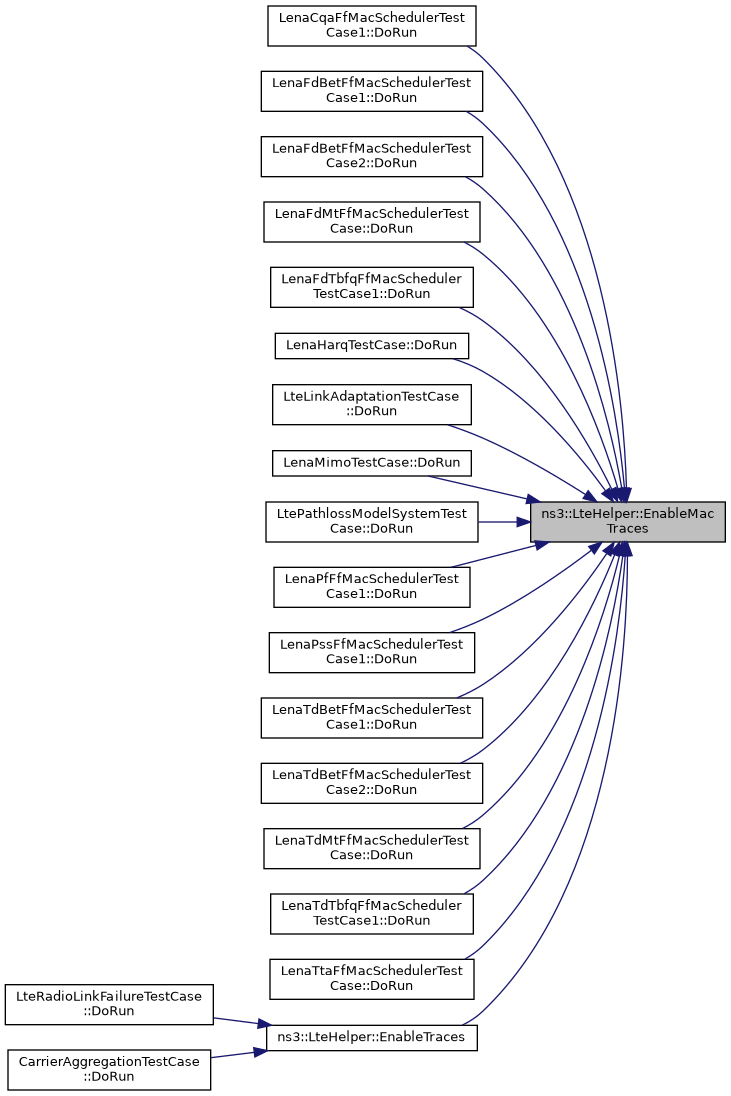 LenaCqaFfMacSchedulerTest
Case1::DoRun
LenaFdBetFfMacSchedulerTest
Case1::DoRun
LenaFdBetFfMacSchedulerTest
Case2::DoRun
LenaFdMtFfMacSchedulerTest
Case::DoRun
LenaFdTbfqFfMacScheduler
TestCase1::DoRun
LenaHarqTestCase::DoRun
LteLinkAdaptationTestCase
::DoRun
LenaMimoTestCase::DoRun
LtePathlossModelSystemTest
Case::DoRun
LenaPfFfMacSchedulerTest
Case1::DoRun
LenaPssFfMacSchedulerTest
Case1::DoRun
LenaTdBetFfMacSchedulerTest
Case1::DoRun
LenaTdBetFfMacSchedulerTest
Case2::DoRun
LenaTdMtFfMacSchedulerTest
Case::DoRun
LenaTdTbfqFfMacScheduler
TestCase1::DoRun
LenaTtaFfMacSchedulerTest
Case::DoRun
ns3::LteHelper::EnableTraces
LteRadioLinkFailureTestCase
::DoRun
CarrierAggregationTestCase
::DoRun
ns3::LteHelper::EnableMac
Traces